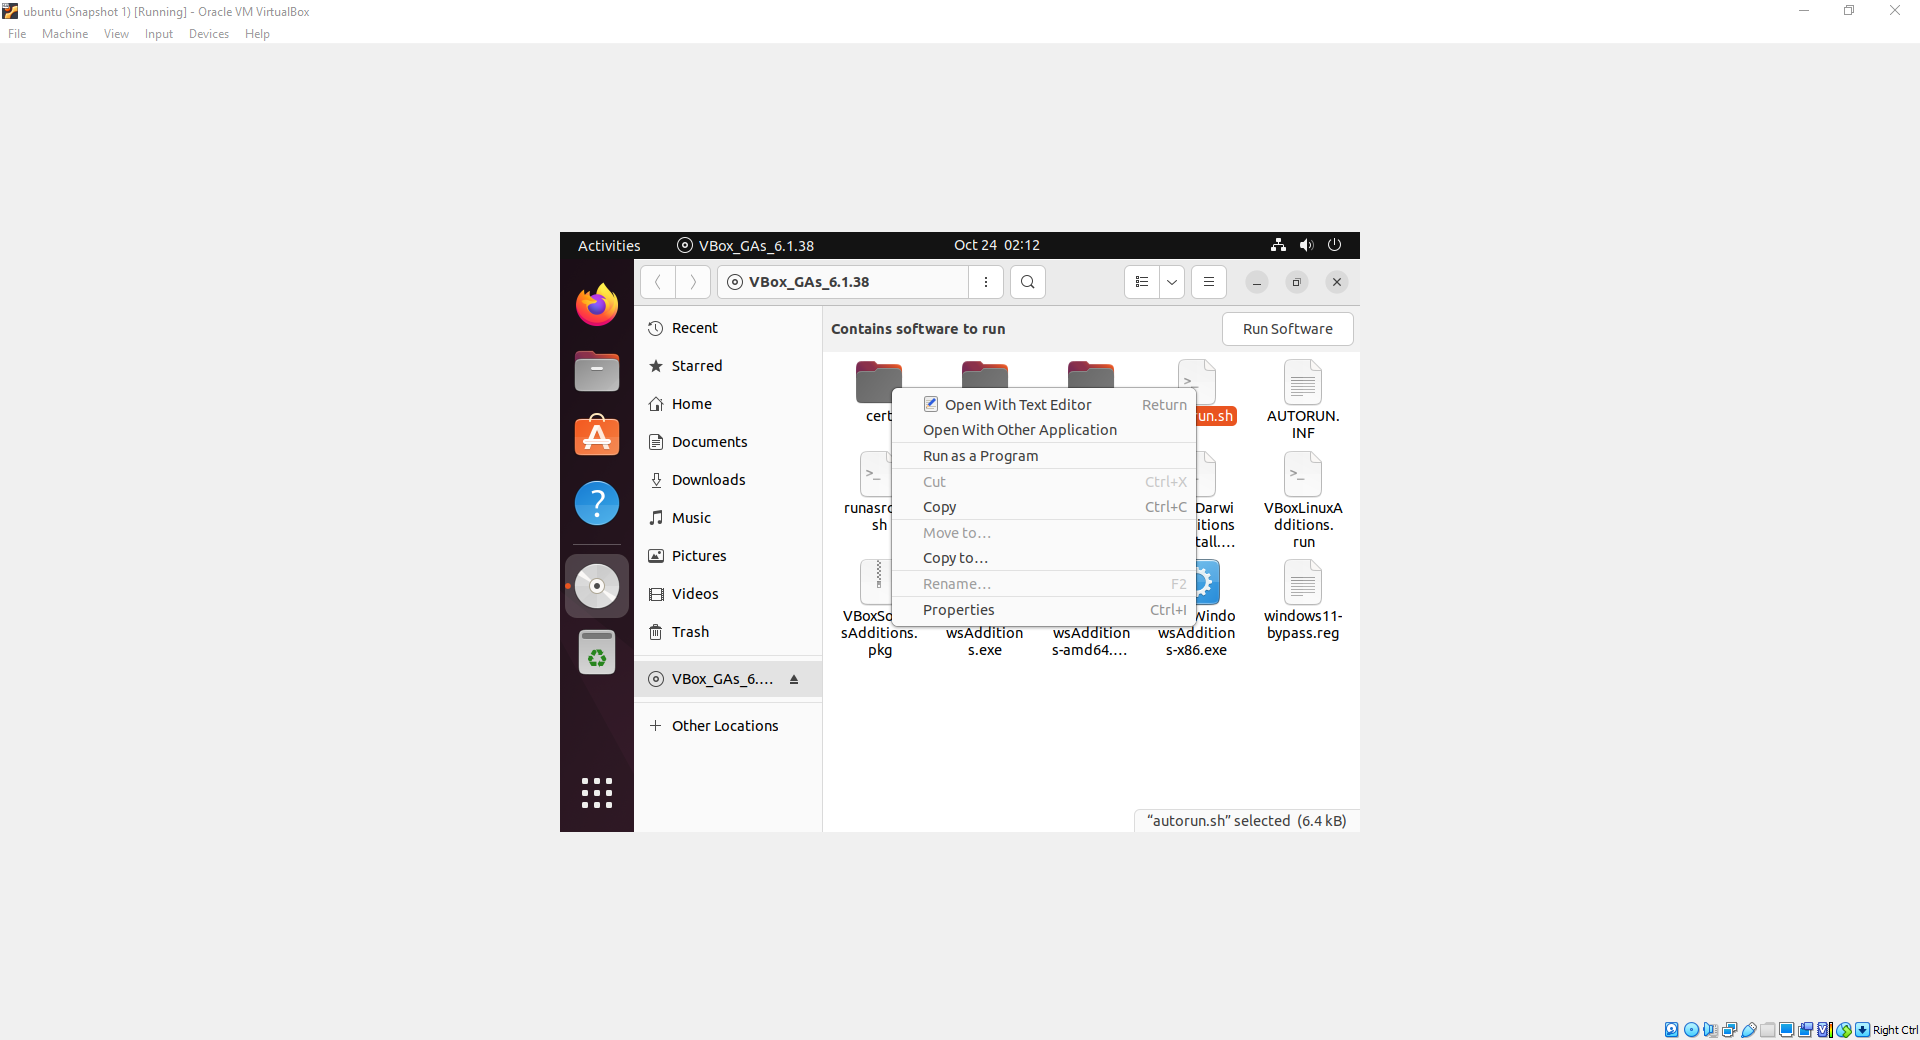 ubuntu (Snapshot 1) [Running] - Oracle VM VirtualBox
File Machine View Input Devices Help
Activities VBox_GAs_6.1.38 Oct 24 02:12
VBox_GAs_6.1.38
Recent
Starred
Home
Documents
Downloads
Music
Pictures
Videos
Trash
VBox_GAs_6....
Other Locations
Contains software to run Run Software
cert
run.sh
AUTORUN.
INF
Open With Text Editor Return
Open With Other Application
Run as a Program
Cut Ctrl+X
Copy Ctrl+C
Move to...
Copy to...
Rename... F2
Properties Ctrl+I
runasro
sh
Darwi
itions
tall....
VBoxLinuxA
dditions.
run
VBoxSo
sAdditions.
pkg
wsAddition
s.exe
wsAddition
s-amd64....
Windo
wsAddition
s-x86.exe
windows11-
bypass.reg
“autorun.sh” selected (6.4 kB)
Right Ctrl